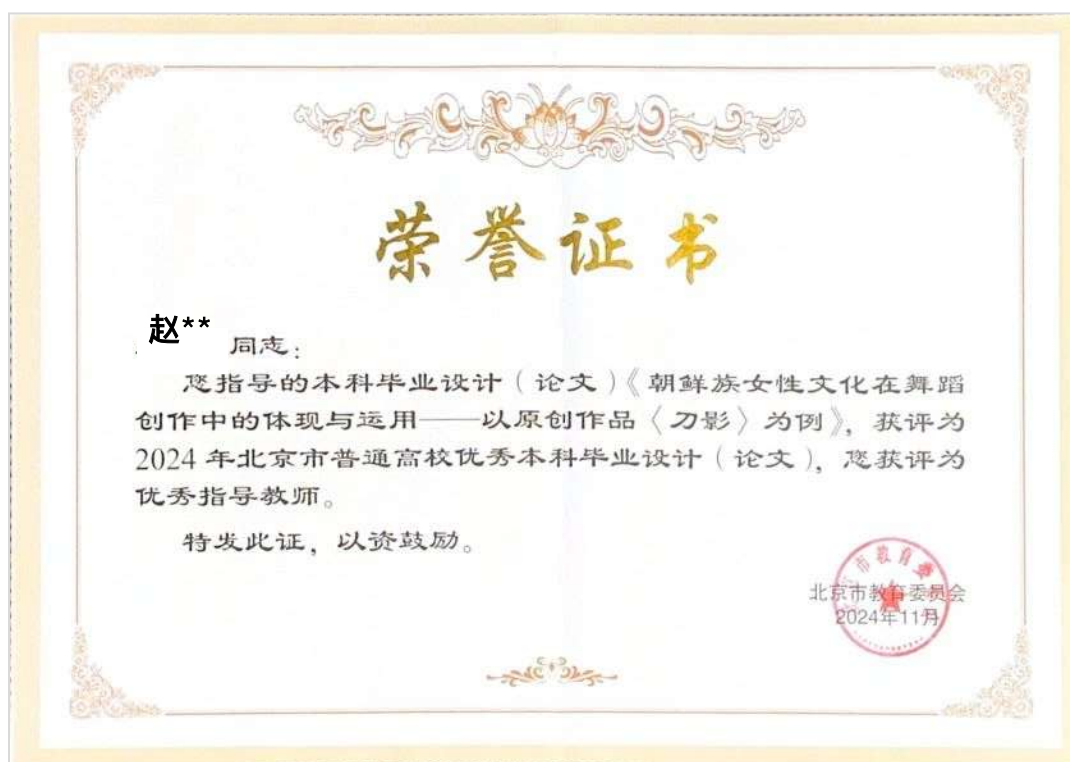 荣誉证书
赵**
同志：
您指导的本科毕业设计（论文）《朝鲜族女性文化在舞蹈
创作中的体现与运用——以原创作品〈刀影〉为例》，获评为
2024 年北京市普通高校优秀本科毕业设计（论文），您获评为
优秀指导教师。
特发此证，以资鼓励。
北京市教育委员会
2024年11月